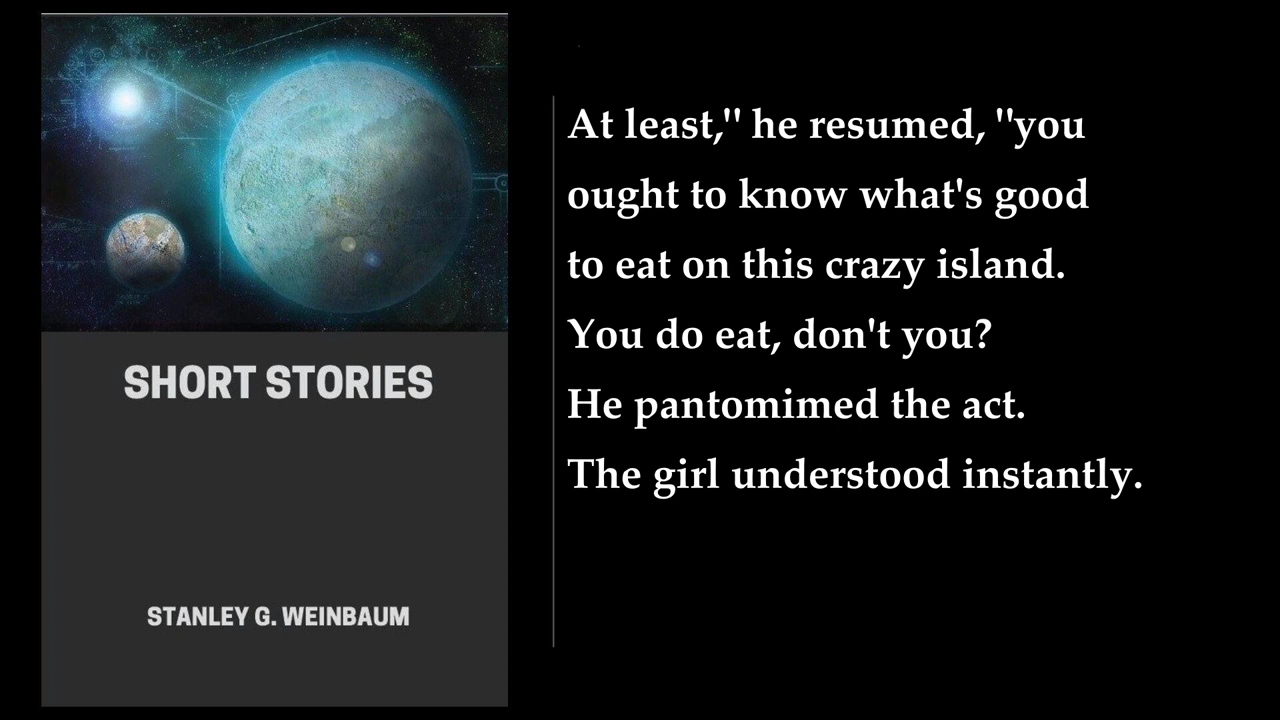 SHORT STORIES
STANLEY G. WEINBAUM
At least," he resumed, "you
ought to know what's good
to eat on this crazy island.
You do eat, don't you?
He pantomimed the act.
The girl understood instantly.